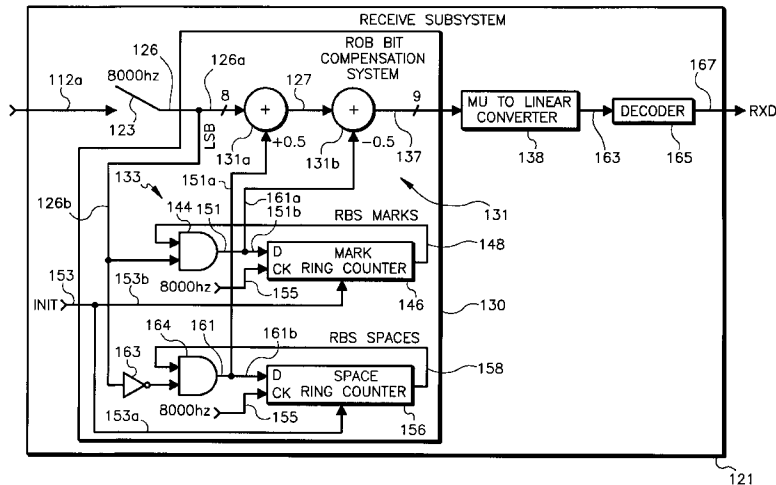 RECEIVE SUBSYSTEM
ROB BIT
COMPENSATION
SYSTEM
112a
8000hz
126
126a
123
LSB
8
+
131a
+0.5
127
+
131b
-0.5
9
137
MU TO LINEAR
CONVERTER
138
163
DECODER
165
167
RXD
151a
161a
131
126b
133
144
151
151b
RBS MARKS
148
D
CK
MARK
RING COUNTER
146
8000hz
155
153
153b
INIT
130
163
164
161
161b
RBS SPACES
158
D
CK
SPACE
RING COUNTER
156
8000hz
155
153a
121